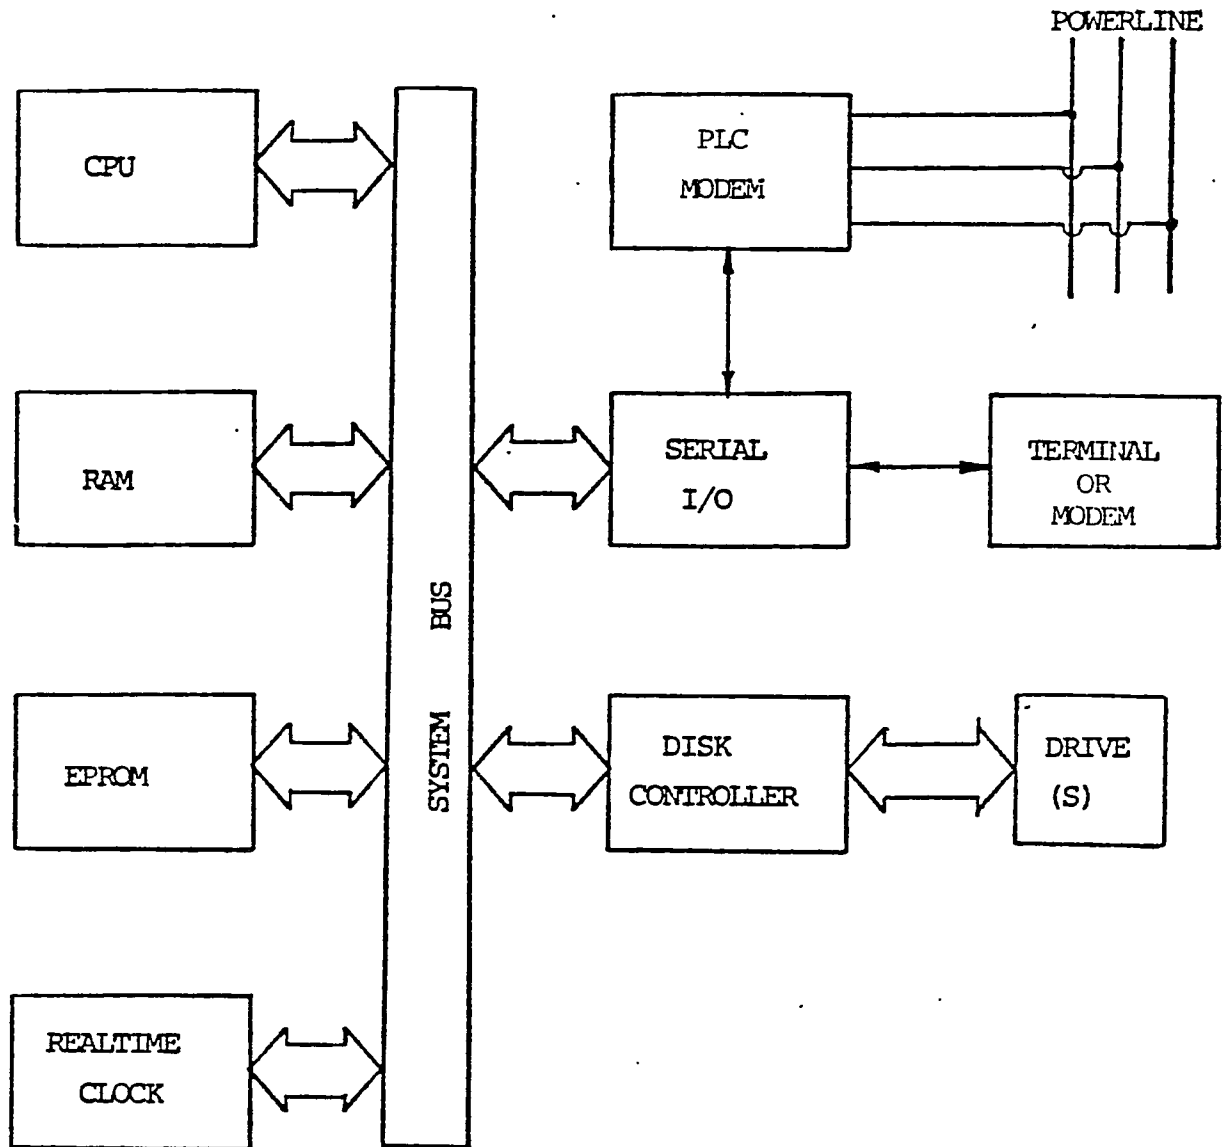 POWERLINE
CPU
PLC
MODEM
RAM
SERIAL
I/O
TERMINAL
OR
MODEM
SYSTEM BUS
EPROM
DISK
CONTROLLER
DRIVE
(S)
REALTIME
CLOCK